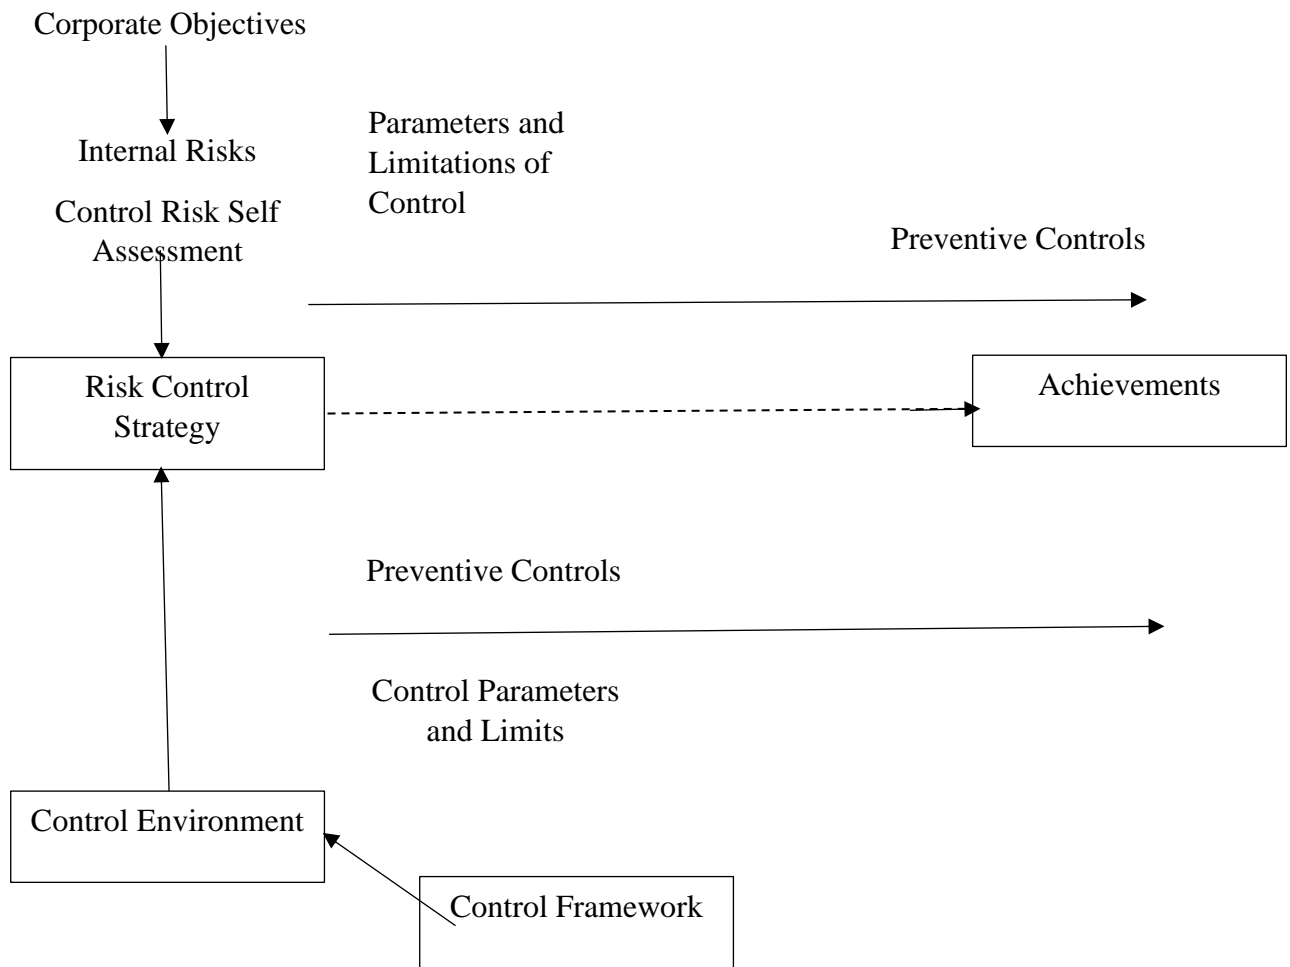 Corporate Objectives
Internal Risks
Parameters and
Limitations of
Control
Control Risk Self
Assessment
Preventive Controls
Risk Control
Strategy
Achievements
Preventive Controls
Control Parameters
and Limits
Control Environment
Control Framework